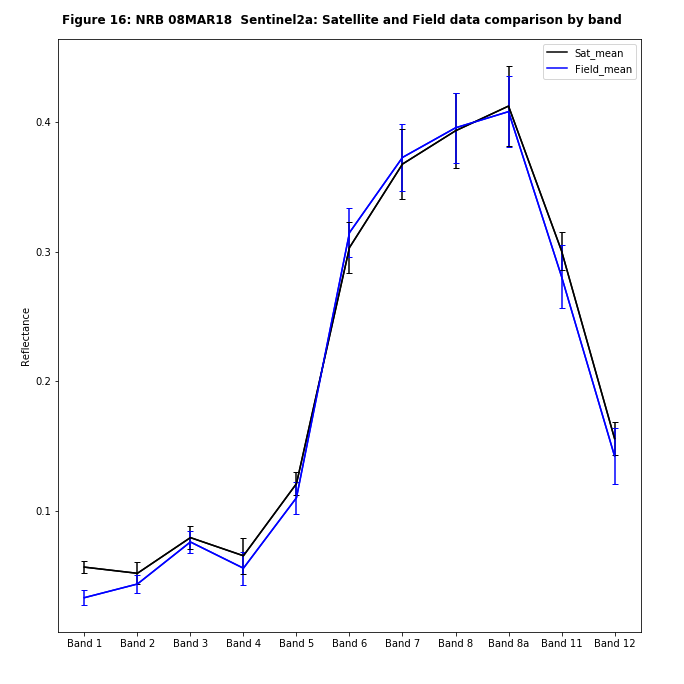 Figure 16: NRB 08MAR18  Sentinel2a: Satellite and Field data comparison by band
Sat_mean
Field_mean
0.4
0.3
0.2
0.1
Reflectance
Band 1 Band 2 Band 3 Band 4 Band 5 Band 6 Band 7 Band 8 Band 8a Band 11 Band 12